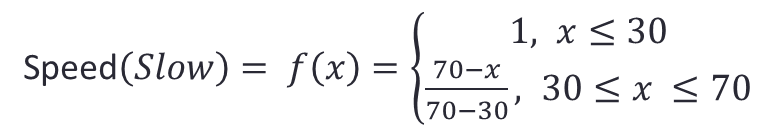 Speed(Slow) = f(x) = { 1, x ≤ 30
70−x / 70−30, 30 ≤ x ≤ 70